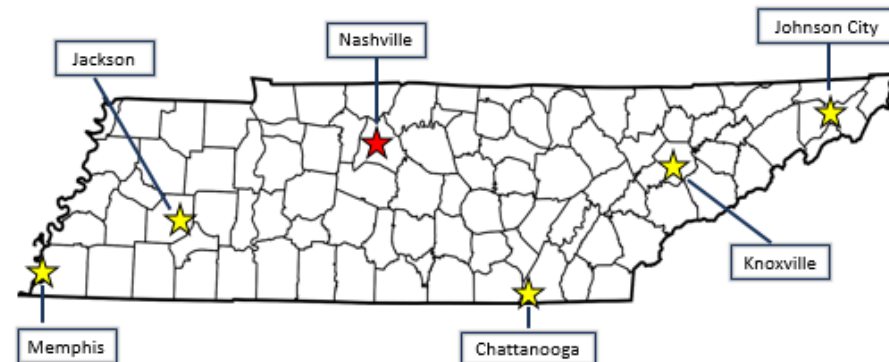 Johnson City
Nashville
Jackson
Knoxville
Memphis
Chattanooga